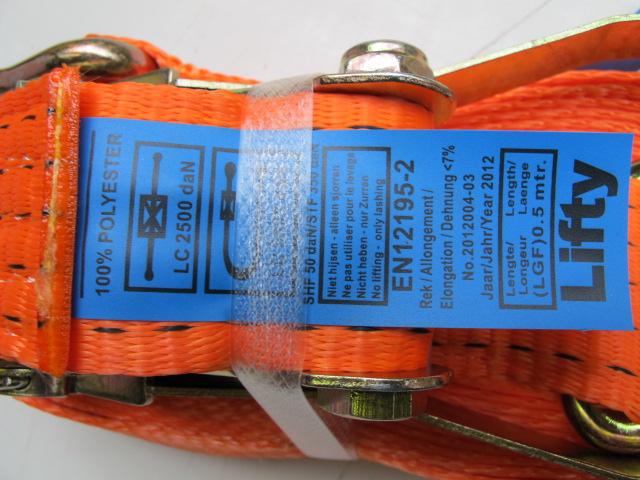 100% POLYESTER
LC 2500 daN
SHF 50 daN/STF 350 daN
Niet hijsen - alleen sjorren
Ne pas utiliser pour le levage
Nicht heben - nur Zurren
No lifting - only lashing
EN12195-2
Rek / Allongement /
Elongation / Dehnung <7%
No.2012004-03
Jaar/Jahr/Year 2012
Lengte/ Length/
Longeur Laenge
(LGF)0.5 mtr.
Lifty